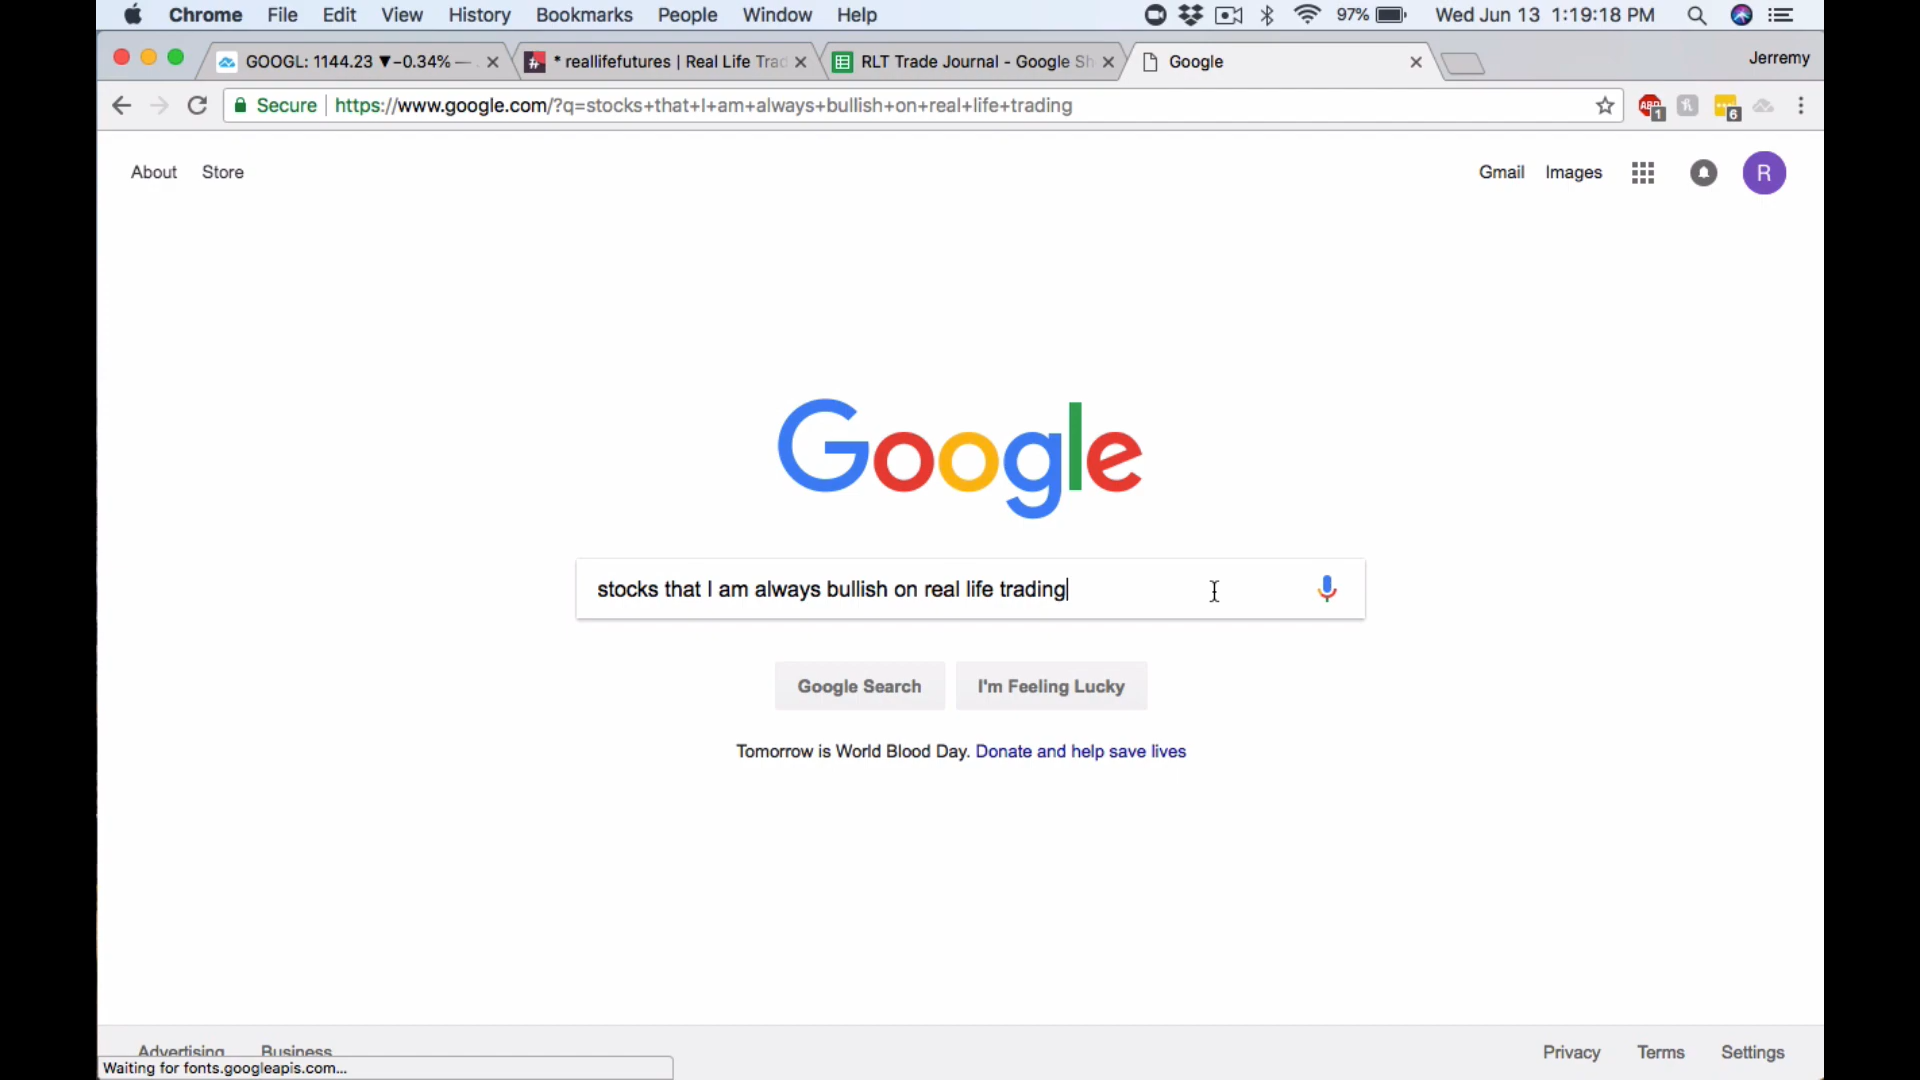 Chrome File Edit View History Bookmarks People Window Help 97% Wed Jun 13 1:19:18 PM
GOOGL: 1144.23 ▼−0.34% — * reallifefutures | Real Life Trad RLT Trade Journal - Google Sh Google Jerremy
Secure https://www.google.com/?q=stocks+that+I+am+always+bullish+on+real+life+trading ABP 1 6
About Store Gmail Images R
Google
stocks that I am always bullish on real life trading
Google Search I'm Feeling Lucky
Tomorrow is World Blood Day. Donate and help save lives
Advertising Business Privacy Terms Settings
Waiting for fonts.googleapis.com...